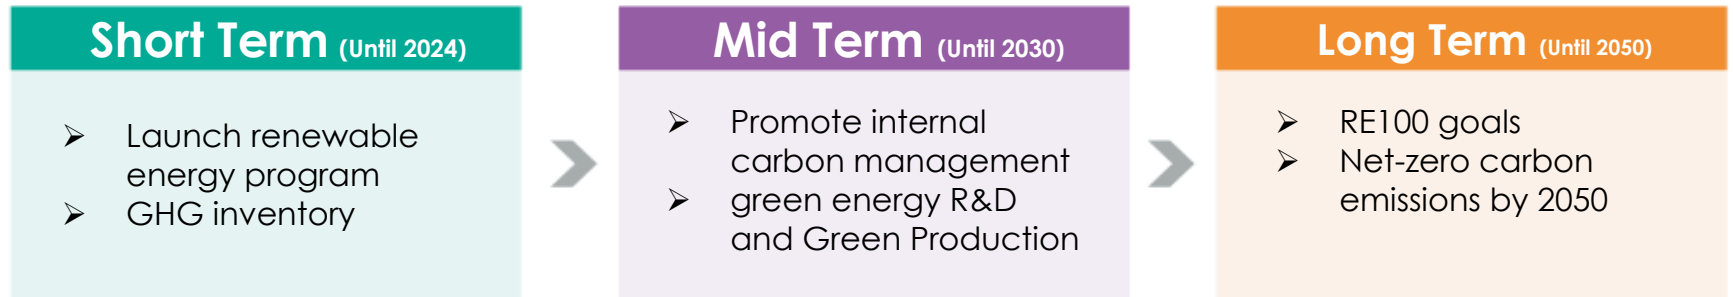 Short Term (Until 2024)
➢ Launch renewable
energy program
➢ GHG inventory
Mid Term (Until 2030)
➢ Promote internal
carbon management
➢ green energy R&D
and Green Production
Long Term (Until 2050)
➢ RE100 goals
➢ Net-zero carbon
emissions by 2050